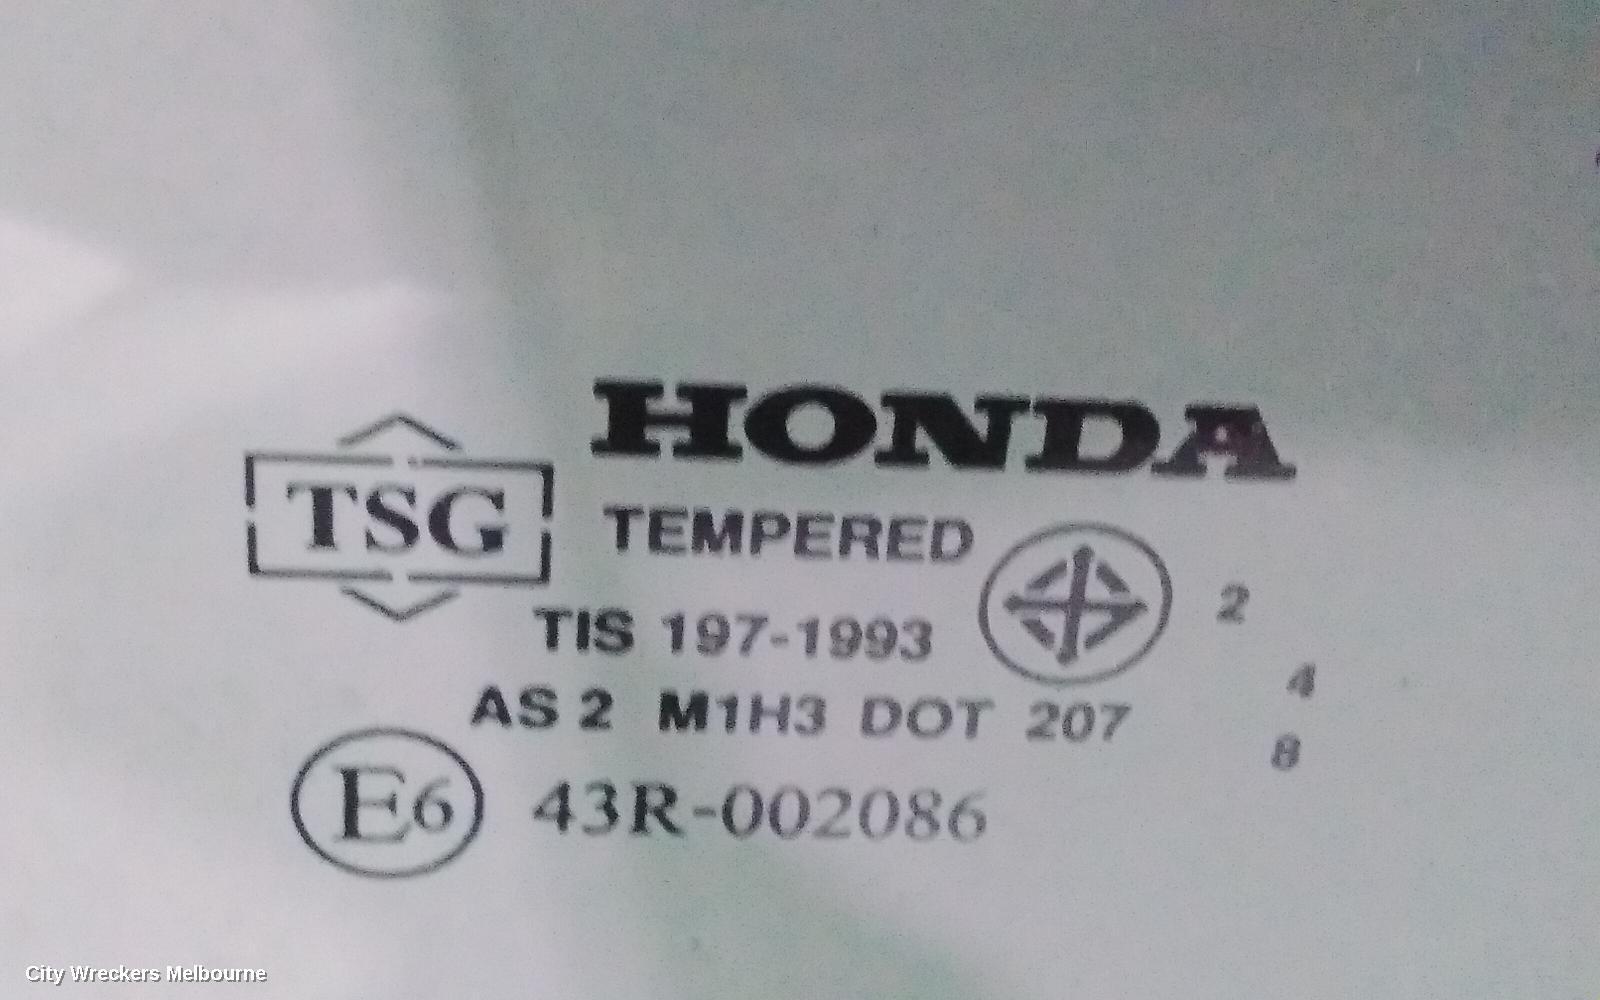 HONDA
TSG
TEMPERED
2
TIS 197-1993
4
AS 2 M1H3 DOT 207
8
E6 43R-002086
City Wreckers Melbourne